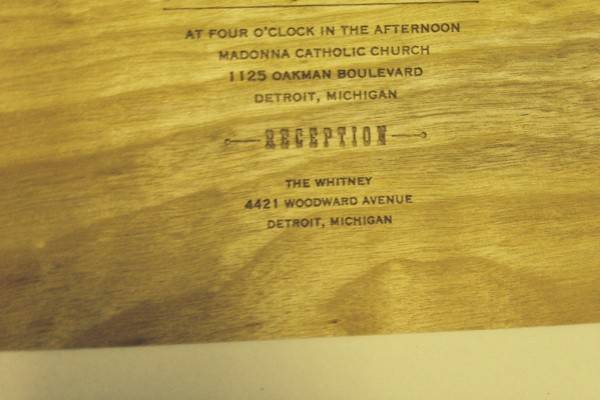 AT FOUR O'CLOCK IN THE AFTERNOON
MADONNA CATHOLIC CHURCH
1125 OAKMAN BOULEVARD
DETROIT, MICHIGAN
RECEPTION
THE WHITNEY
4421 WOODWARD AVENUE
DETROIT, MICHIGAN